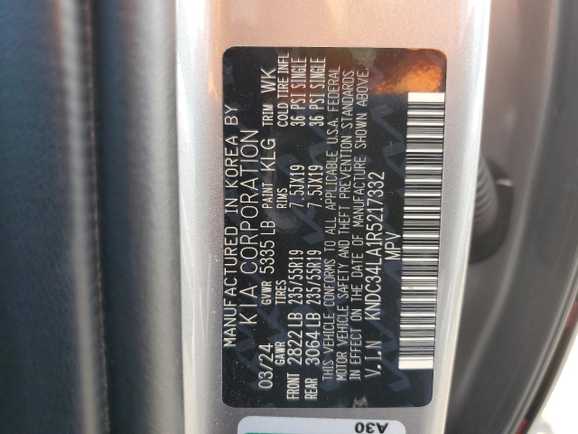 MANUFACTURED IN KOREA BY
KIA CORPORATION
03/24 GVWR 5335 LB PAINT KLG TRIM WK
GAWR TIRES RIMS COLD TIRE INFL
FRONT 2822 LB 235/55R19 7.5JX19 36 PSI SINGLE
REAR 3064 LB 235/55R19 7.5JX19 36 PSI SINGLE
THIS VEHICLE CONFORMS TO ALL APPLICABLE U.S.A. FEDERAL
MOTOR VEHICLE SAFETY AND THEFT PREVENTION STANDARDS
IN EFFECT ON THE DATE OF MANUFACTURE SHOWN ABOVE.
V.I.N KNDC34LA1R5217332
MPV
A30